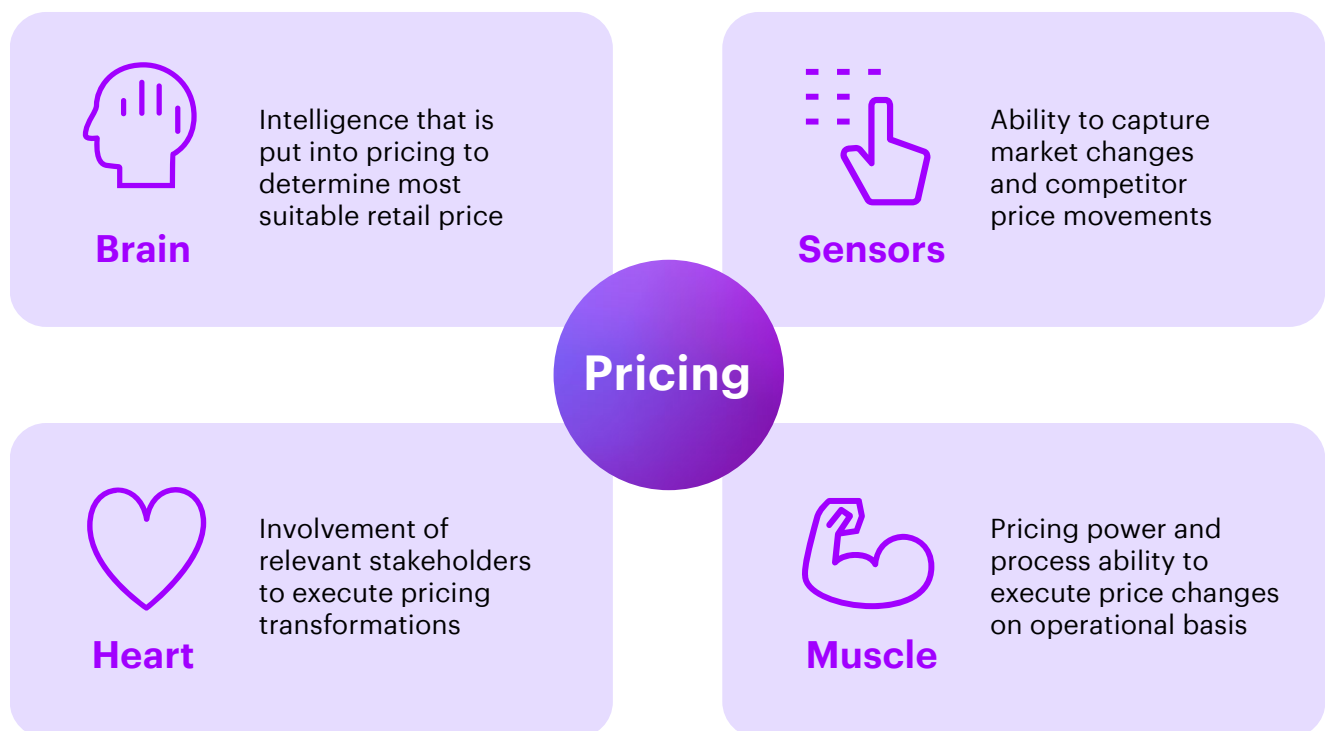 Intelligence that is
put into pricing to
determine most
suitable retail price
Brain
Ability to capture
market changes
and competitor
price movements
Sensors
Pricing
Involvement of
relevant stakeholders
to execute pricing
transformations
Heart
Pricing power and
process ability to
execute price changes
on operational basis
Muscle